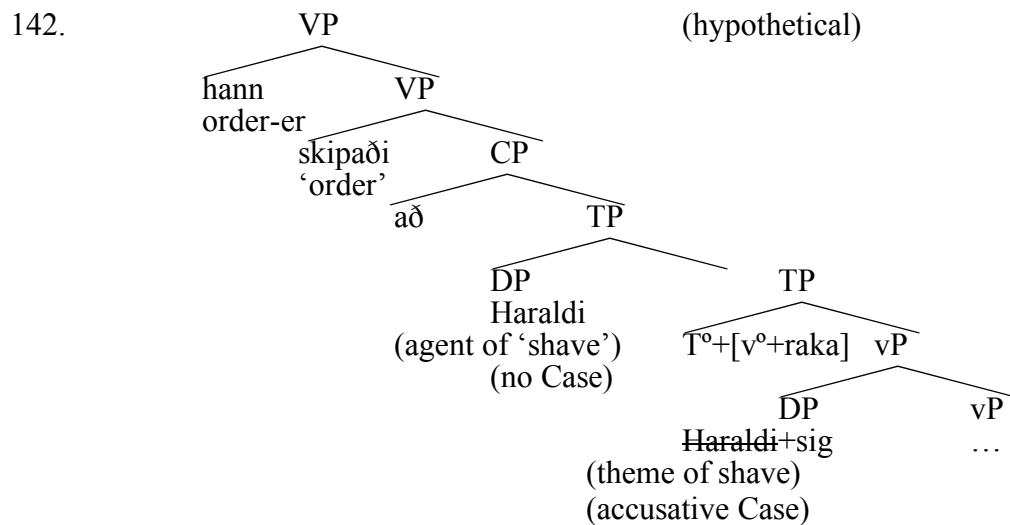 142. VP (hypothetical)
hann VP
order-er
skipaði CP
‘order’
að TP
DP TP
Haraldi
(agent of ‘shave’) Tº+[vº+raka] vP
(no Case)
DP vP
Haraldi+sig …
(theme of shave)
(accusative Case)